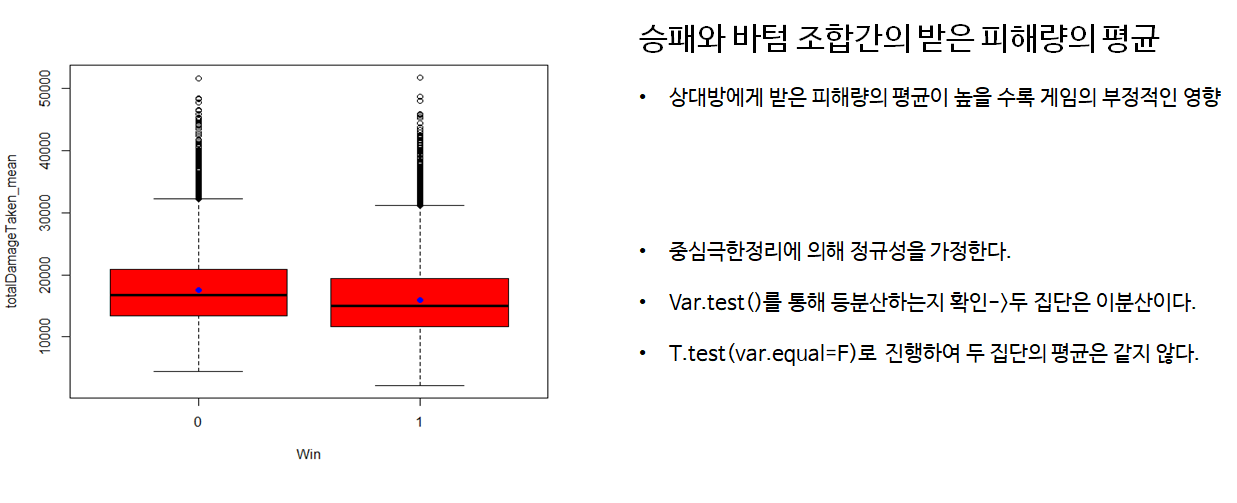 승패와 바텀 조합간의 받은 피해량의 평균
• 상대방에게 받은 피해량의 평균이 높을 수록 게임의 부정적인 영향
• 중심극한정리에 의해 정규성을 가정한다.
• Var.test()를 통해 등분산하는지 확인->두 집단은 이분산이다.
• T.test(var.equal=F)로 진행하여 두 집단의 평균은 같지 않다.
totalDamageTaken_mean
50000
40000
30000
20000
10000
0 1
Win